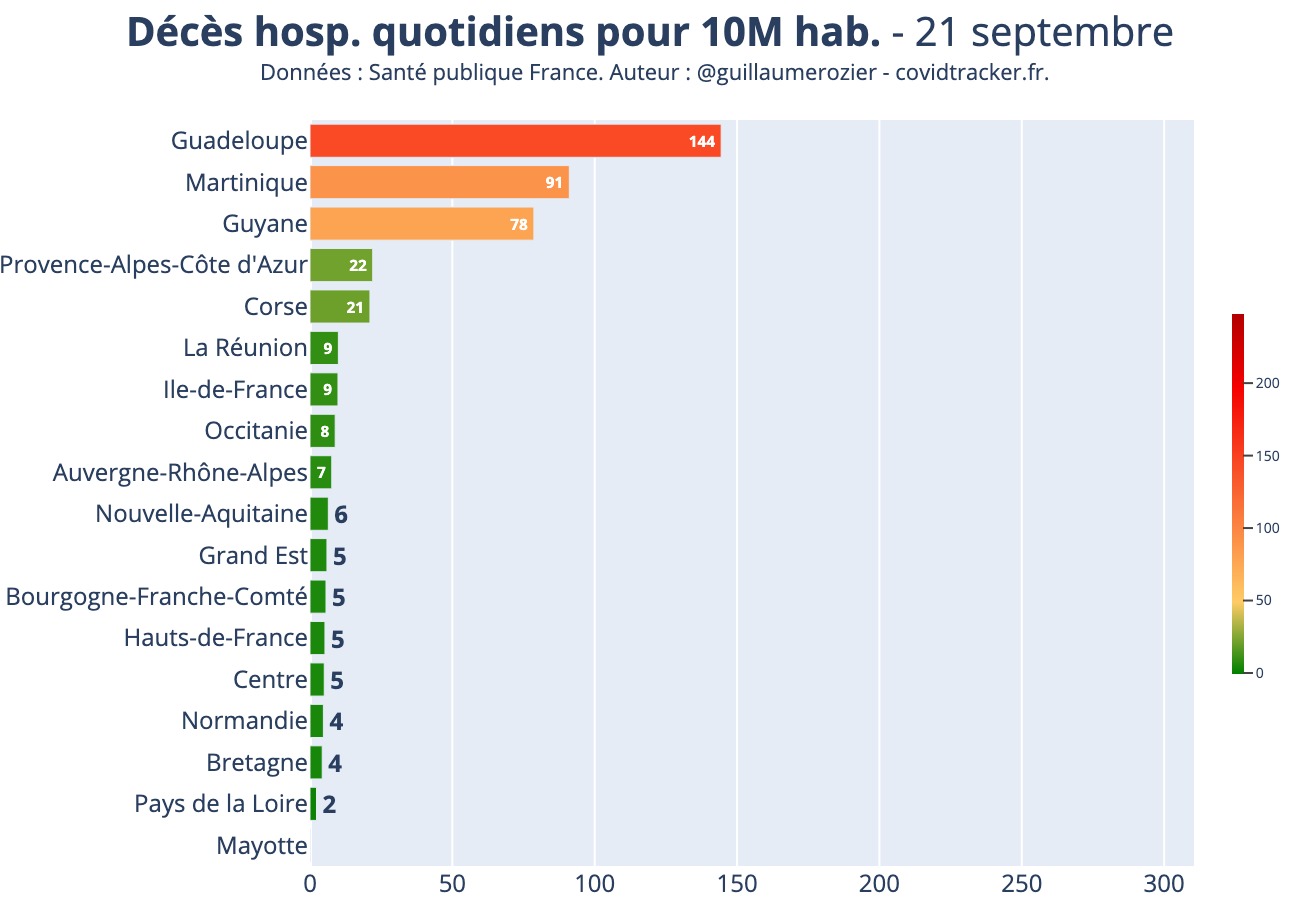 Décès hosp. quotidiens pour 10M hab. - 21 septembre
Données : Santé publique France. Auteur : @guillaumerozier - covidtracker.fr.
Guadeloupe 144
Martinique 91
Guyane 78
Provence-Alpes-Côte d'Azur 22
Corse 21
La Réunion 9
Ile-de-France 9
Occitanie 8
Auvergne-Rhône-Alpes 7
Nouvelle-Aquitaine 6
Grand Est 5
Bourgogne-Franche-Comté 5
Hauts-de-France 5
Centre 5
Normandie 4
Bretagne 4
Pays de la Loire 2
Mayotte
0 50 100 150 200 250 300
200
150
100
50
0